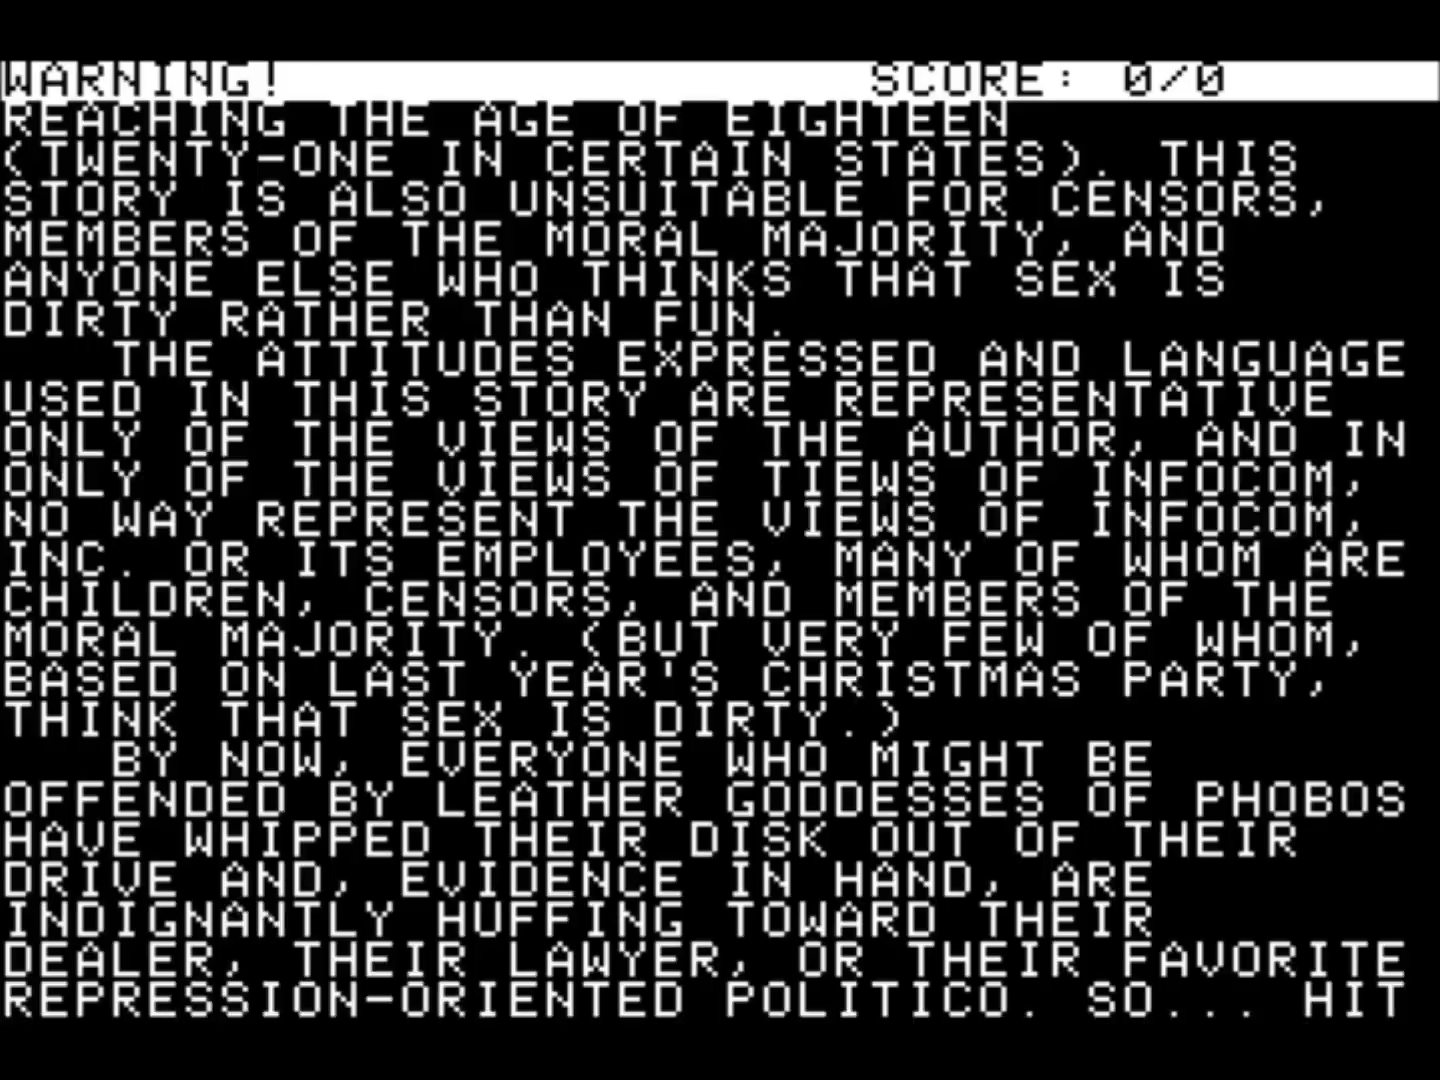 WARNING! SCORE: 0/0
REACHING THE AGE OF EIGHTEEN
(TWENTY-ONE IN CERTAIN STATES). THIS
STORY IS ALSO UNSUITABLE FOR CENSORS,
MEMBERS OF THE MORAL MAJORITY, AND
ANYONE ELSE WHO THINKS THAT SEX IS
DIRTY RATHER THAN FUN.
THE ATTITUDES EXPRESSED AND LANGUAGE
USED IN THIS STORY ARE REPRESENTATIVE
ONLY OF THE VIEWS OF THE AUTHOR, AND IN
ONLY OF THE VIEWS OF TIEWS OF INFOCOM,
NO WAY REPRESENT THE VIEWS OF INFOCOM,
INC. OR ITS EMPLOYEES, MANY OF WHOM ARE
CHILDREN, CENSORS, AND MEMBERS OF THE
MORAL MAJORITY. (BUT VERY FEW OF WHOM,
BASED ON LAST YEAR'S CHRISTMAS PARTY,
THINK THAT SEX IS DIRTY.)
BY NOW, EVERYONE WHO MIGHT BE
OFFENDED BY LEATHER GODDESSES OF PHOBOS
HAVE WHIPPED THEIR DISK OUT OF THEIR
DRIVE AND, EVIDENCE IN HAND, ARE
INDIGNANTLY HUFFING TOWARD THEIR
DEALER, THEIR LAWYER, OR THEIR FAVORITE
REPRESSION-ORIENTED POLITICO. SO... HIT